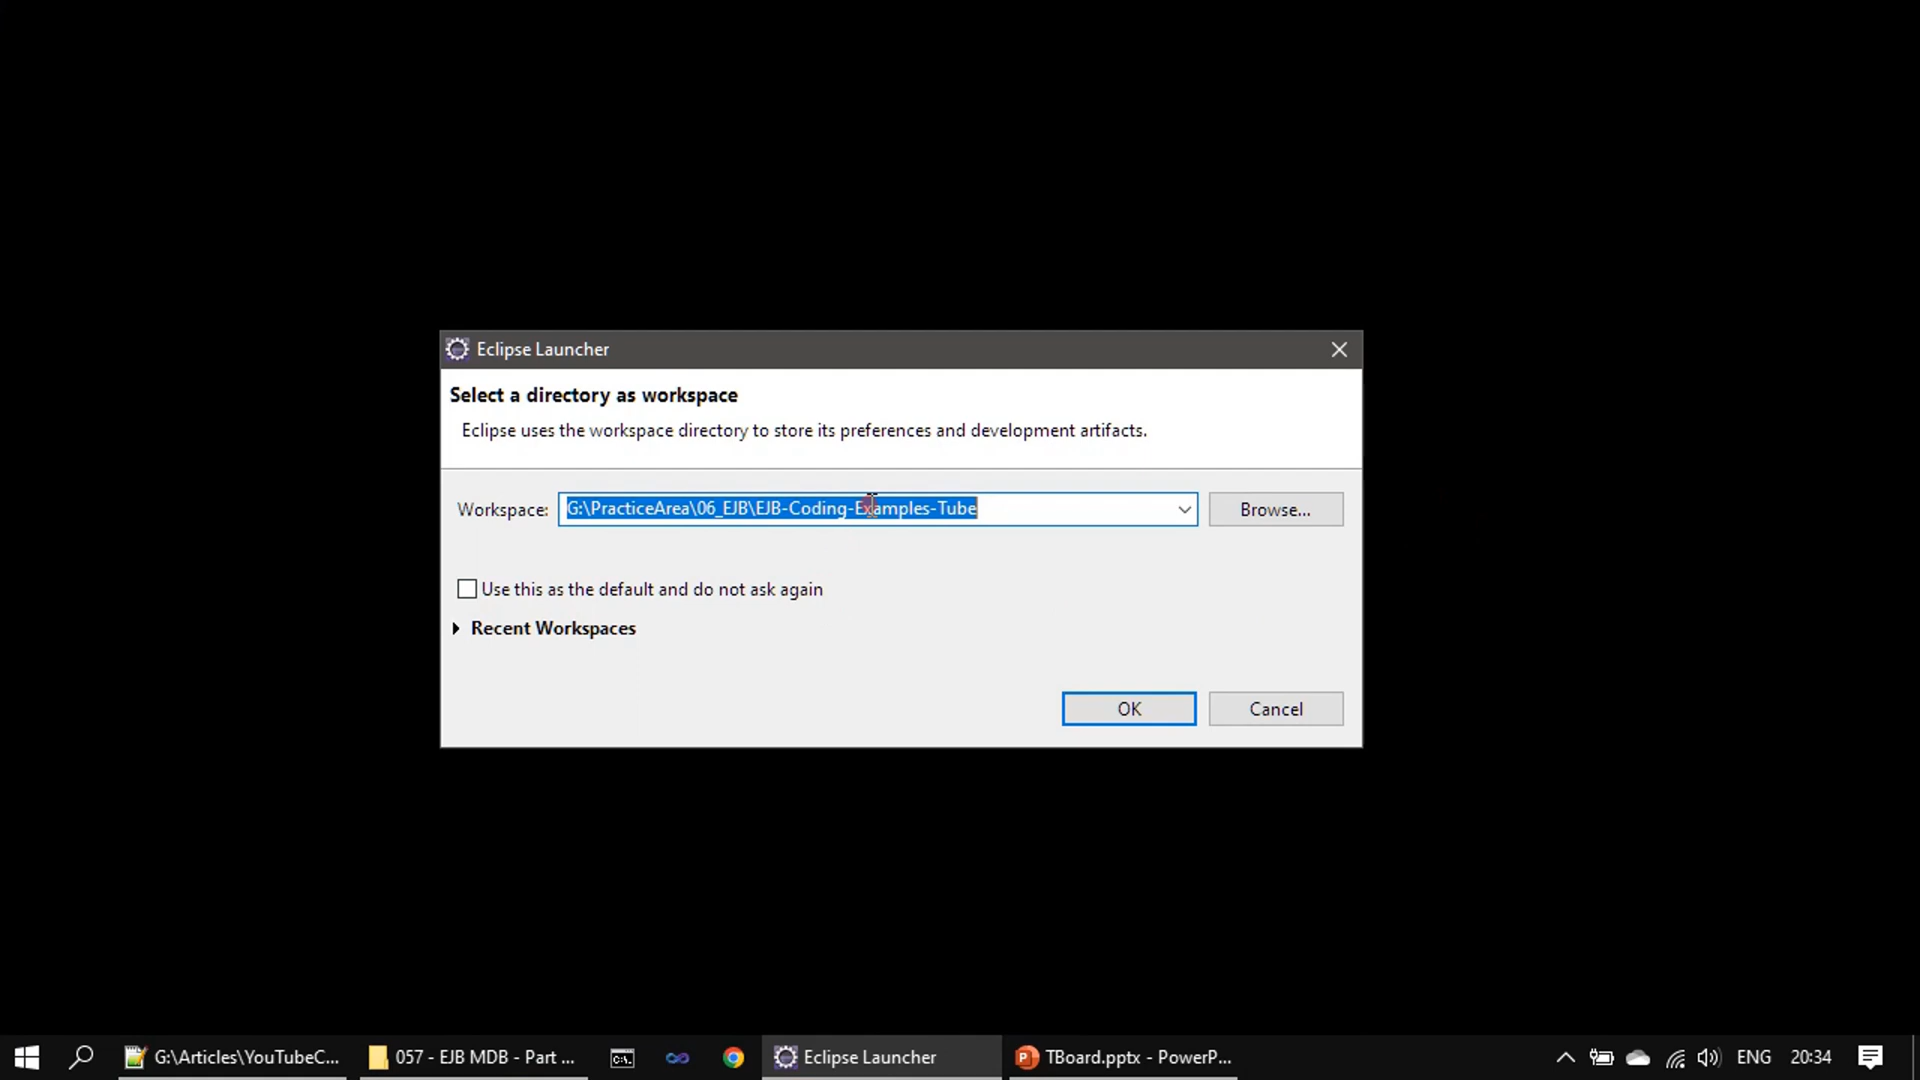 Eclipse Launcher
Select a directory as workspace
Eclipse uses the workspace directory to store its preferences and development artifacts.
Workspace: G:\PracticeArea\06_EJB\EJB-Coding-Examples-Tube Browse...
Use this as the default and do not ask again
Recent Workspaces
OK Cancel
G:\Articles\YouTubeC... 057 - EJB MDB - Part ... Eclipse Launcher TBoard.pptx - PowerP... ENG 20:34